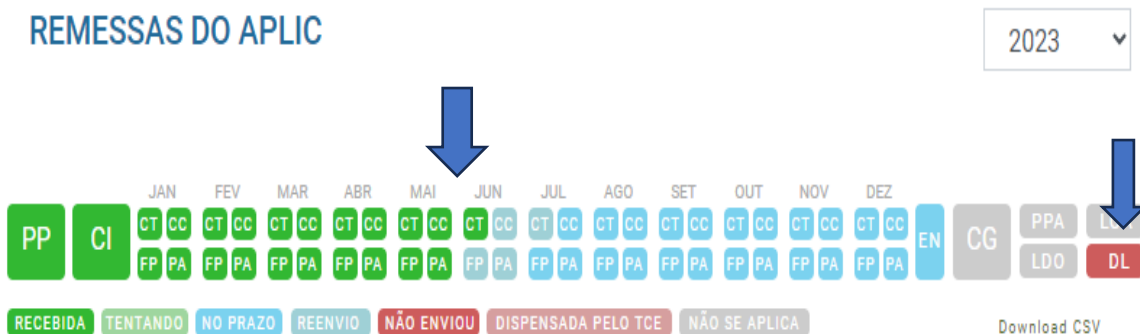 REMESSAS DO APLIC
2023
JAN FEV MAR ABR MAI JUN JUL AGO SET OUT NOV DEZ
PP CI
CT CC CT CC CT CC CT CC CT CC CT CC CT CC CT CC CT CC CT CC CT CC CT CC
FP PA FP PA FP PA FP PA FP PA FP PA FP PA FP PA FP PA FP PA FP PA FP PA
EN CG
PPA
LDO DL
RECEBIDA TENTANDO NO PRAZO REENVIO NÃO ENVIOU DISPENSADA PELO TCE NÃO SE APLICA
Download CSV